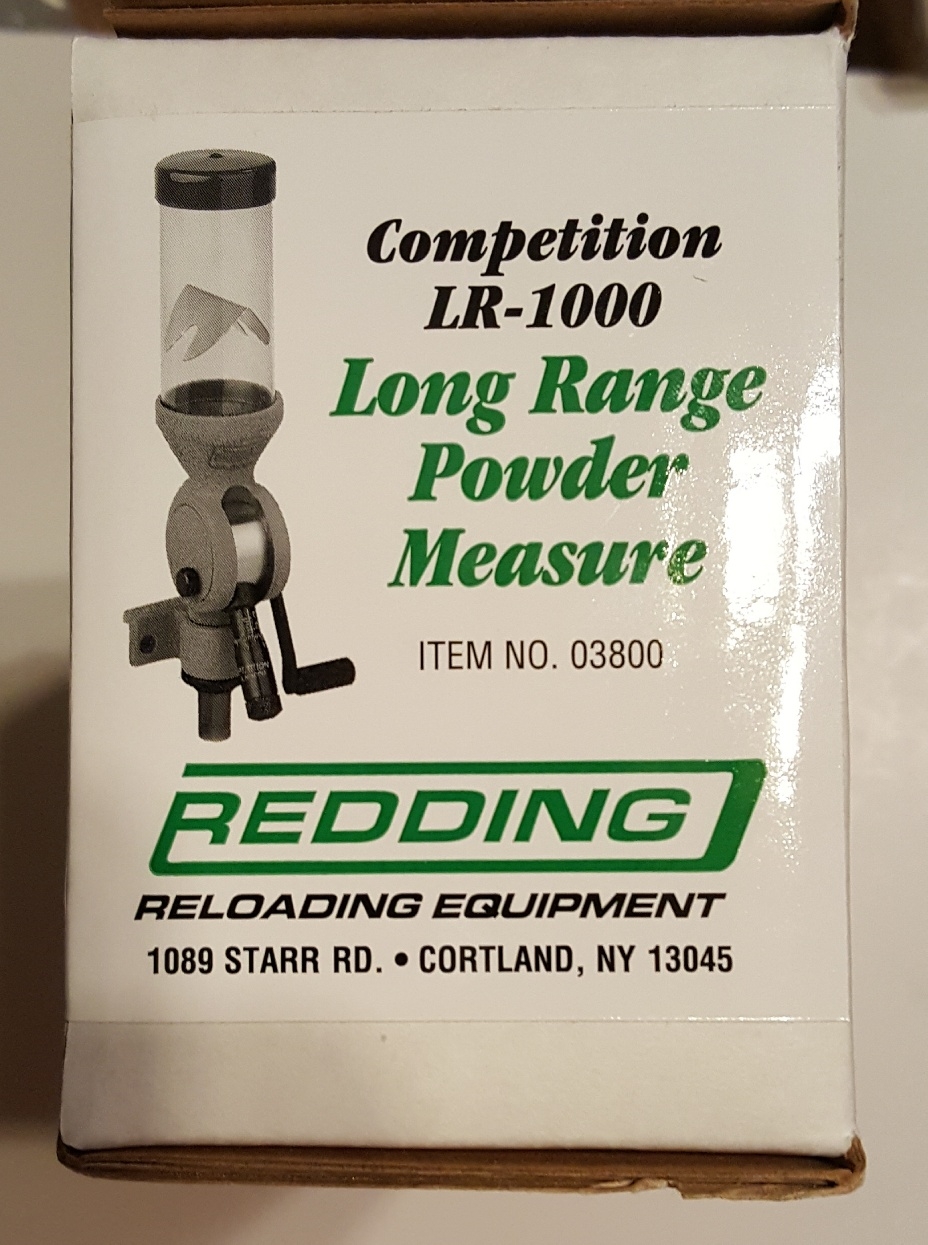 Competition
LR-1000
Long Range
Powder
Measure
ITEM NO. 03800
REDDING
RELOADING EQUIPMENT
1089 STARR RD. • CORTLAND, NY 13045